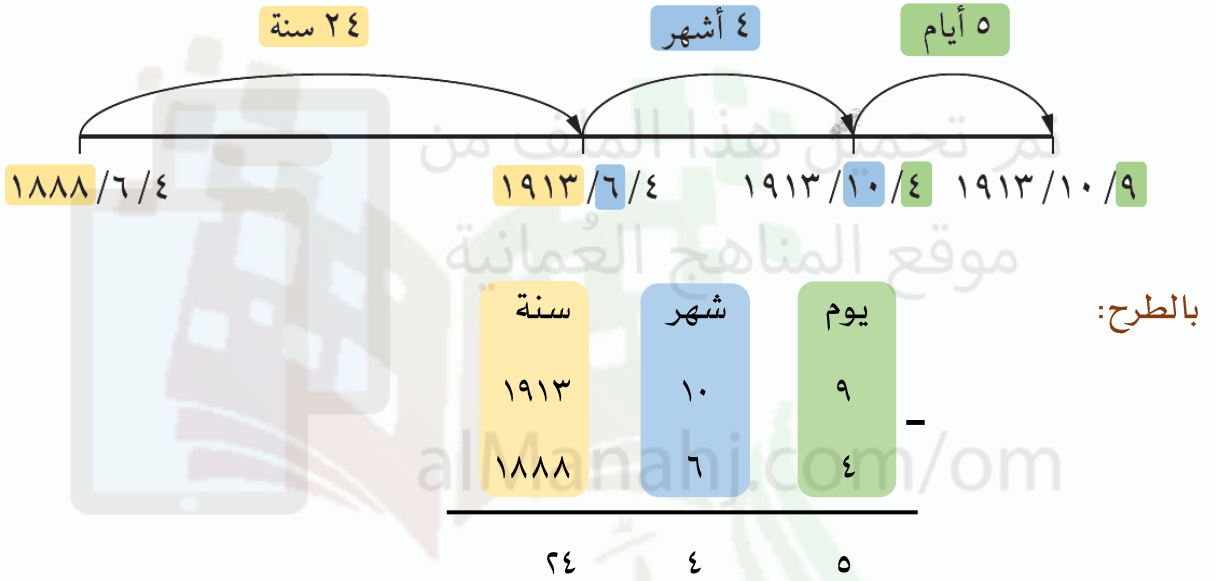 ٥ أيام ٤ أشهر ٢٤ سنة
١٨٨٨/٦/٤ ١٩١٣/٦/٤ ١٩١٣/١٠/٤ ١٩١٣/١٠/٩
تم تحميل هذا الملف من
موقع المناهج العُمانية
بالطرح:
يوم شهر سنة
٩ ١٠ ١٩١٣
-
٤ ٦ ١٨٨٨
alManahj.com/om
٥ ٤ ٢٤